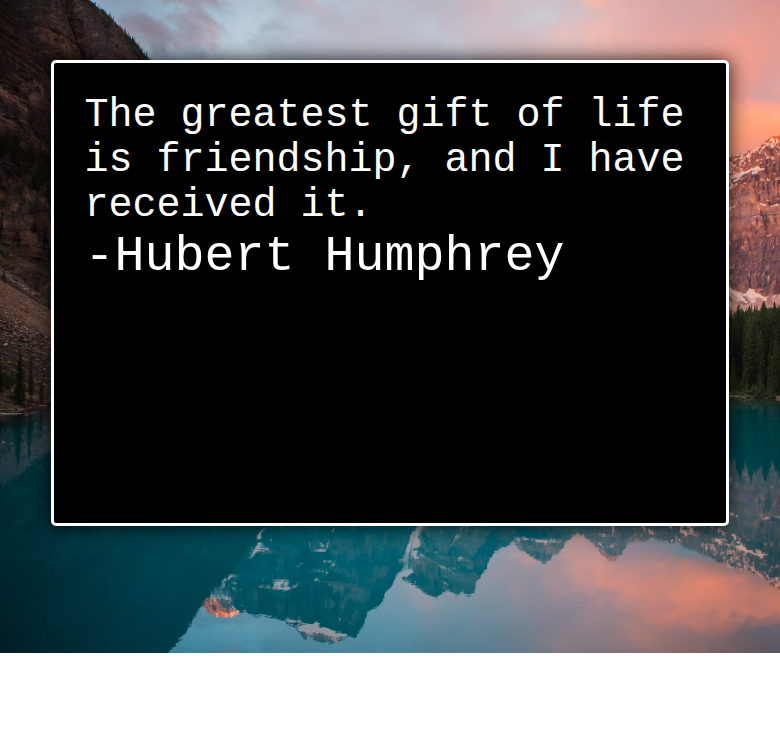 The greatest gift of life
is friendship, and I have
received it.
-Hubert Humphrey